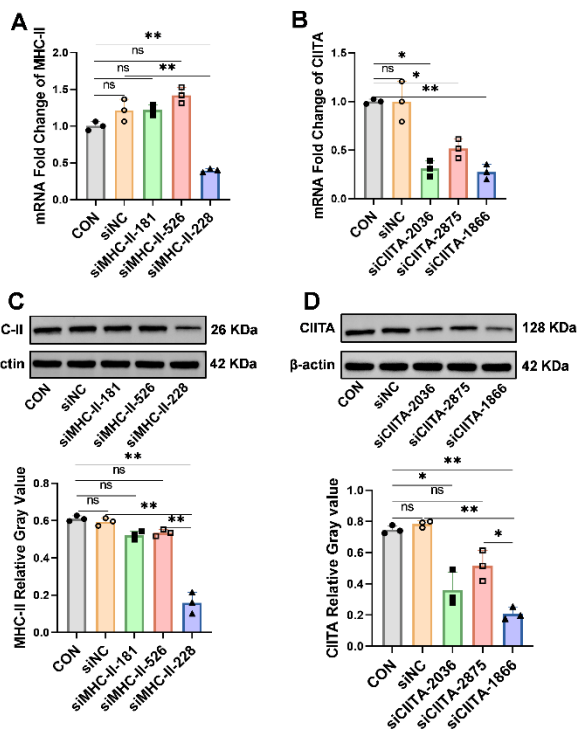 A
mRNA Fold Change of MHC-II
2.0
1.5
1.0
0.5
0.0
**
ns
ns
**
ns
CON
siNC
siMHC-II-181
siMHC-II-526
siMHC-II-228
B
mRNA Fold Change of CIITA
1.5
1.0
0.5
0.0
*
ns
*
**
CON
siNC
siCIITA-2036
siCIITA-2875
siCIITA-1866
C
C-II
26 KDa
ctin
42 KDa
CON
siNC
siMHC-II-181
siMHC-II-526
siMHC-II-228
MHC-II Relative Gray Value
0.6
0.4
0.2
0.0
**
ns
ns
**
**
ns
CON
siNC
siMHC-II-181
siMHC-II-526
siMHC-II-228
D
CIITA
128 KDa
β-actin
42 KDa
CON
siNC
siCIITA-2036
siCIITA-2875
siCIITA-1866
CIITA Relative Gray value
1.0
0.8
0.6
0.4
0.2
0.0
**
ns
*
**
ns
*
CON
siNC
siCIITA-2036
siCIITA-2875
siCIITA-1866